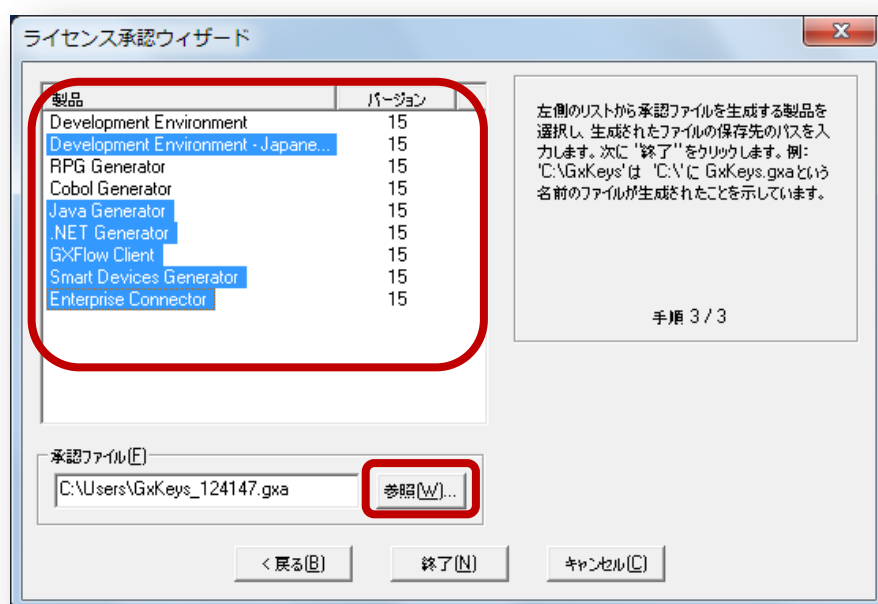 ライセンス承認ウィザード
製品 バージョン
Development Environment 15
Development Environment - Japane... 15
RPG Generator 15
Cobol Generator 15
Java Generator 15
.NET Generator 15
GXFlow Client 15
Smart Devices Generator 15
Enterprise Connector 15
左側のリストから承認ファイルを生成する製品を
選択し、生成されたファイルの保存先のパスを入
力します。次に "終了" をクリックします。例:
'C:\GxKeys' は 'C:\' に GxKeys.gxa という
名前のファイルが生成されたことを示しています。
手順 3 / 3
承認ファイル(F)
C:\Users\GxKeys_124147.gxa
参照(W)...
< 戻る(B)
終了(N)
キャンセル(C)